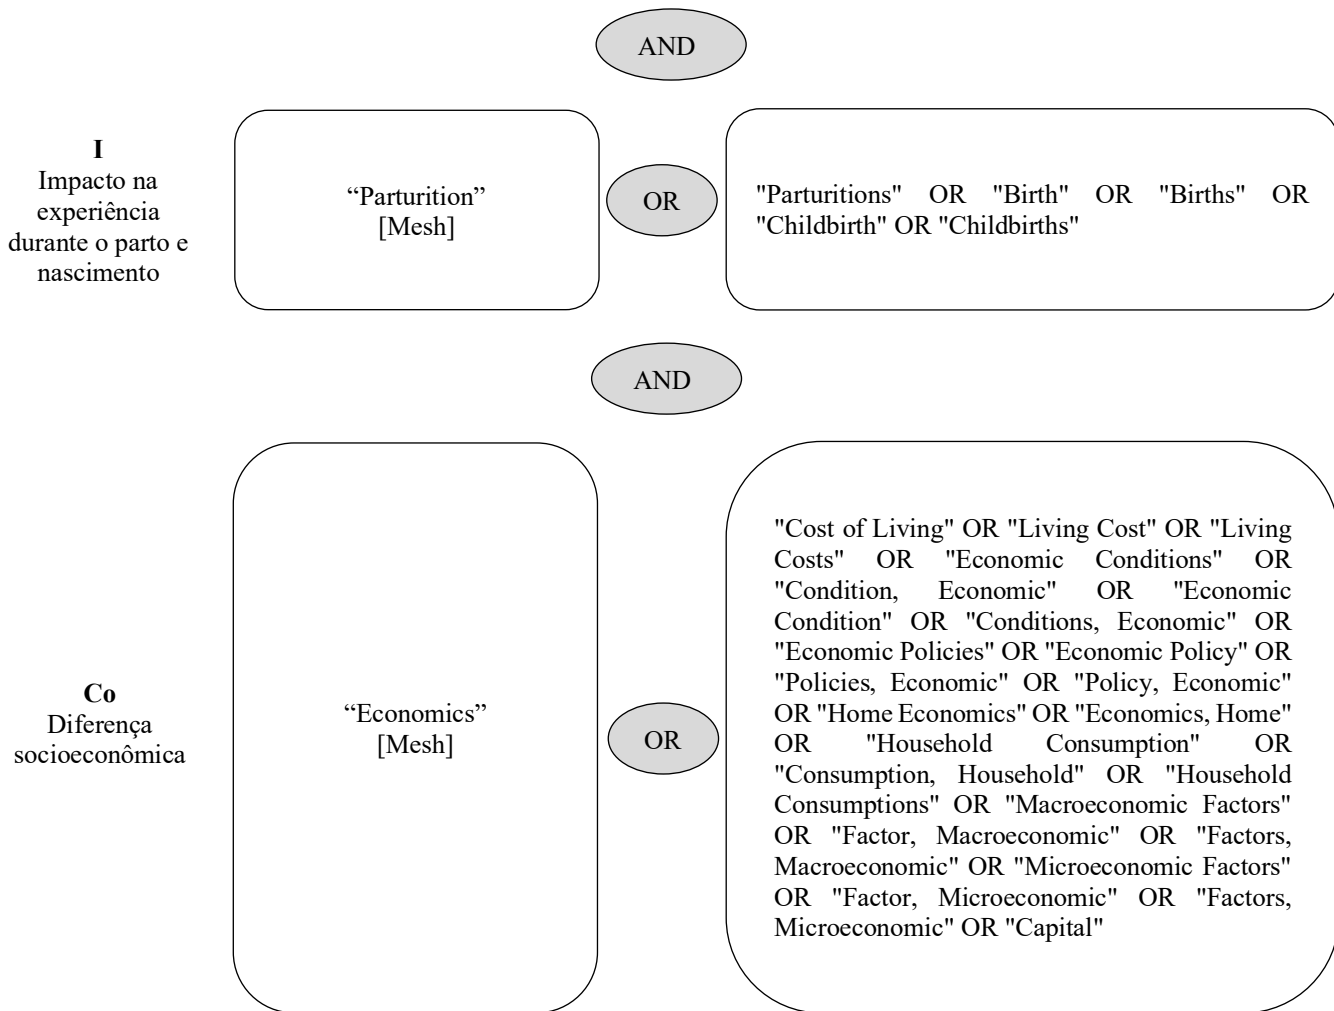 AND
I
Impacto na
experiência
durante o parto e
nascimento
“Parturition”
[Mesh]
OR
"Parturitions" OR "Birth" OR "Births" OR
"Childbirth" OR "Childbirths"
AND
Co
Diferença
socioeconômica
“Economics”
[Mesh]
OR
"Cost of Living" OR "Living Cost" OR "Living
Costs" OR "Economic Conditions" OR
"Condition, Economic" OR "Economic
Condition" OR "Conditions, Economic" OR
"Economic Policies" OR "Economic Policy" OR
"Policies, Economic" OR "Policy, Economic"
OR "Home Economics" OR "Economics, Home"
OR "Household Consumption" OR
"Consumption, Household" OR "Household
Consumptions" OR "Macroeconomic Factors"
OR "Factor, Macroeconomic" OR "Factors,
Macroeconomic" OR "Microeconomic Factors"
OR "Factor, Microeconomic" OR "Factors,
Microeconomic" OR "Capital"